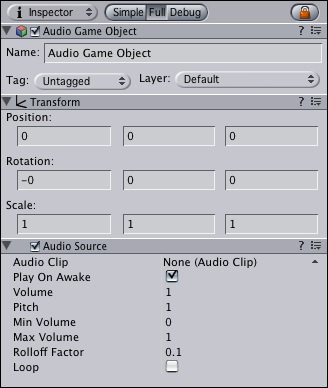 i Inspector Simple Full Debug
Audio Game Object ?
Name: Audio Game Object
Tag: Untagged Layer: Default
Transform ?
Position:
0 0 0
Rotation:
-0 0 0
Scale:
1 1 1
Audio Source ?
Audio Clip None (Audio Clip)
Play On Awake
Volume 1
Pitch 1
Min Volume 0
Max Volume 1
Rolloff Factor 0.1
Loop